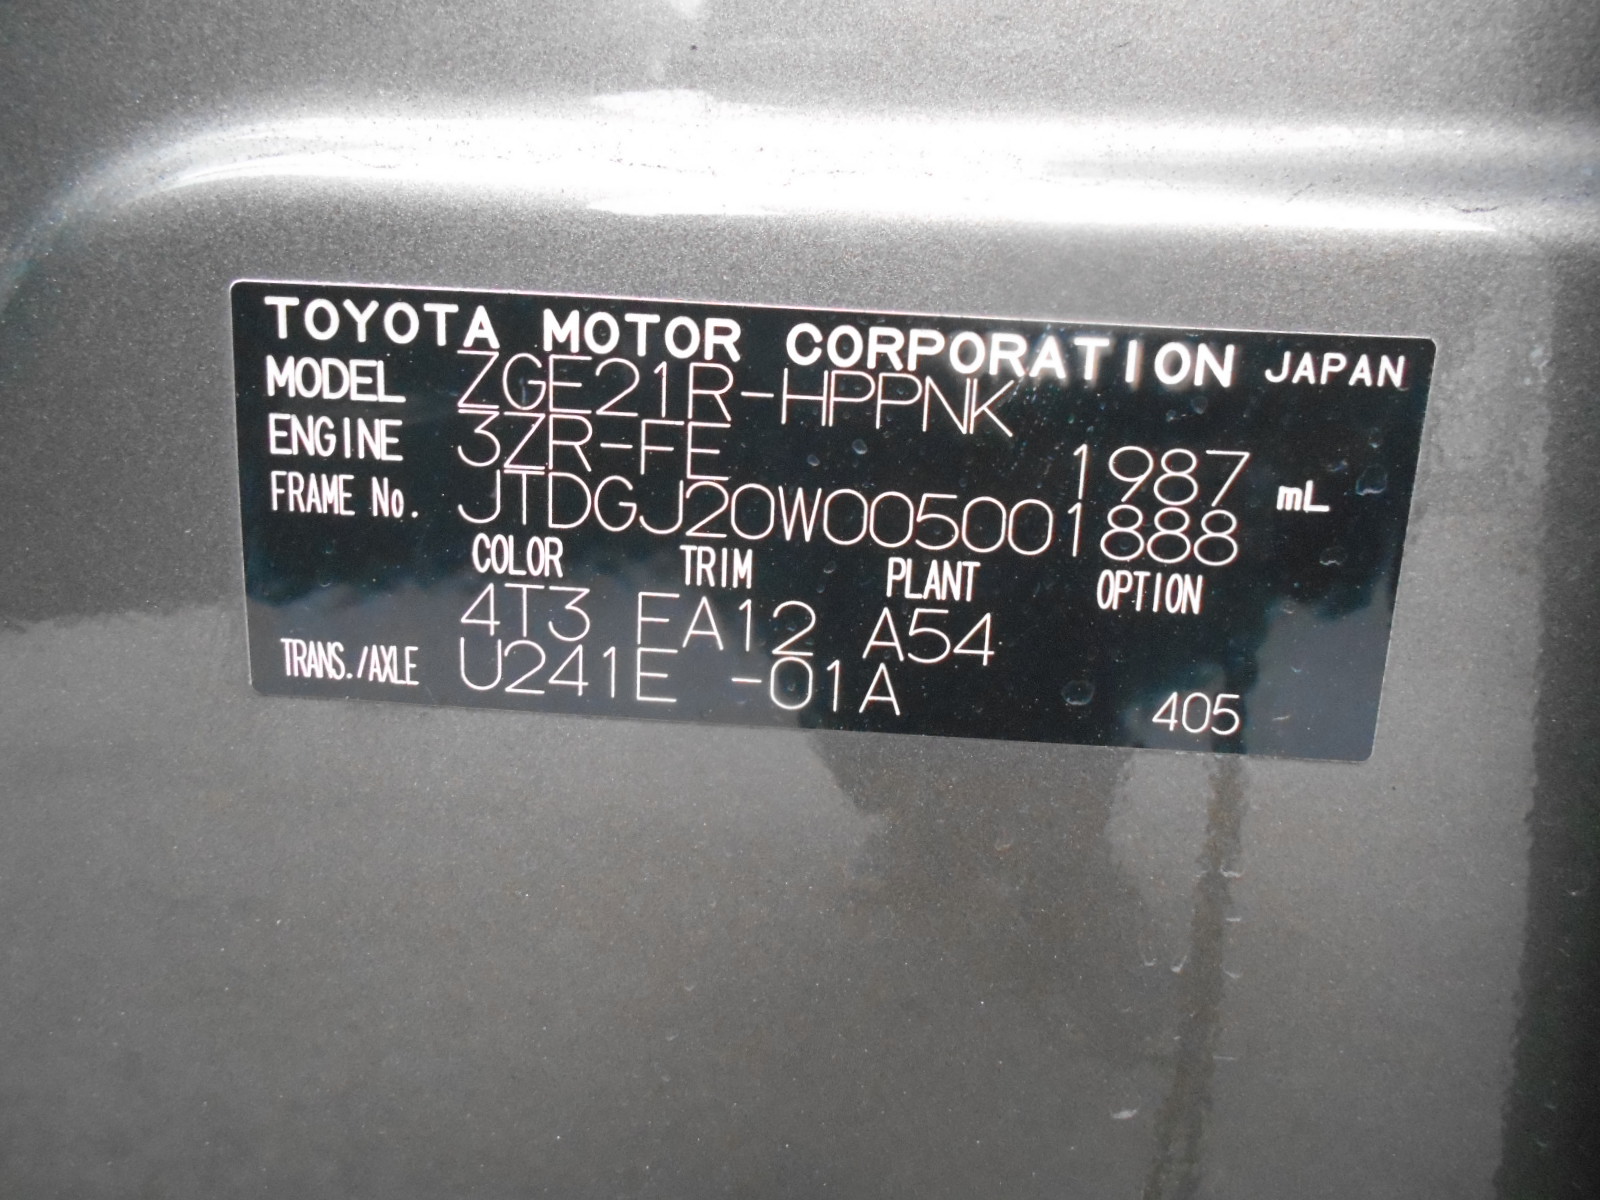 TOYOTA MOTOR CORPORATION JAPAN
MODEL ZGE21R-HPPNK
ENGINE 3ZR-FE 1987 mL
FRAME No. JTDGJ20W005001888
COLOR TRIM PLANT OPTION
4T3 FA12 A54
TRANS./AXLE U241E -01A 405